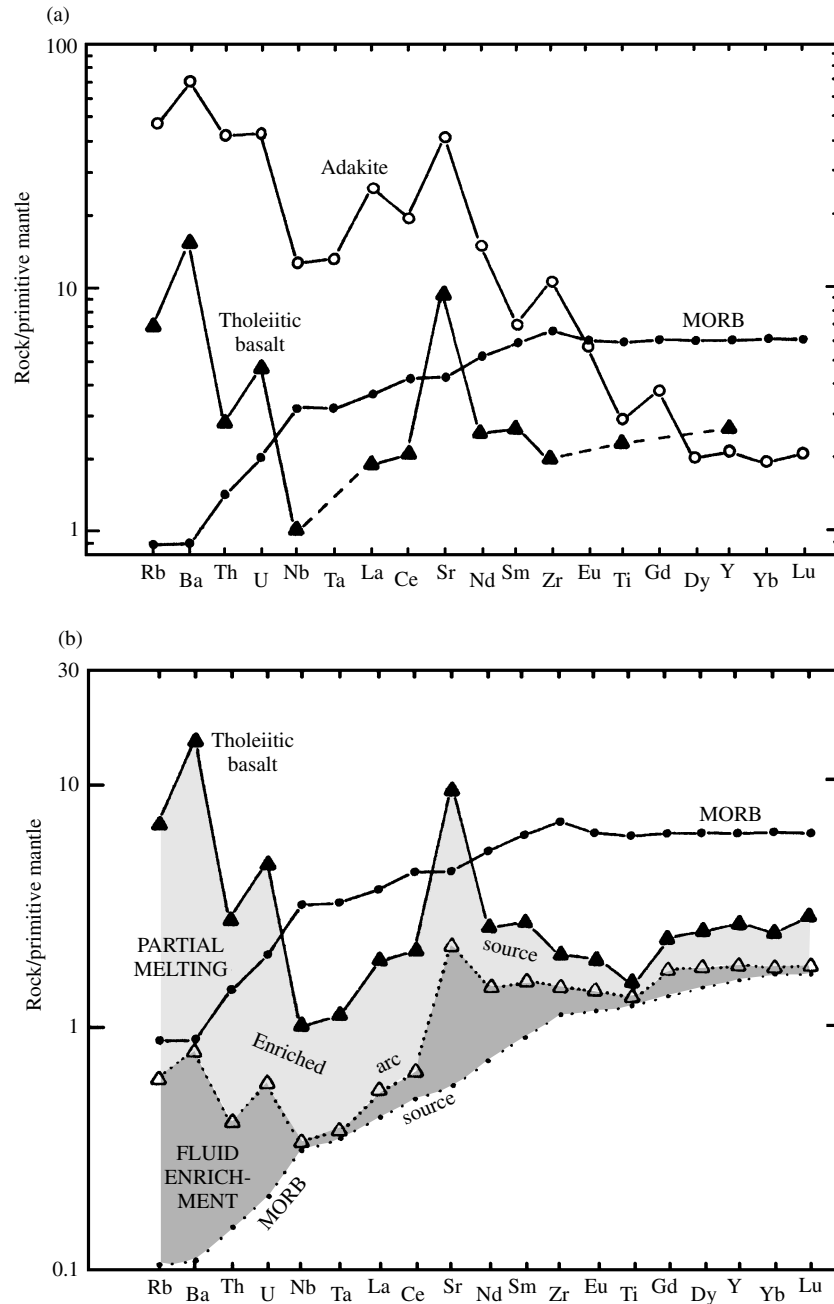 (a)
100
Adakite
Rock/primitive mantle
10
Tholeiitic
basalt
MORB
1
Rb Ba Th U Nb Ta La Ce Sr Nd Sm Zr Eu Ti Gd Dy Y Yb Lu
(b)
30
Tholeiitic
basalt
10
MORB
Rock/primitive mantle
PARTIAL
MELTING
source
1
Enriched
arc
source
FLUID
ENRICH-
MENT
MORB
0.1
Rb Ba Th U Nb Ta La Ce Sr Nd Sm Zr Eu Ti Gd Dy Y Yb Lu